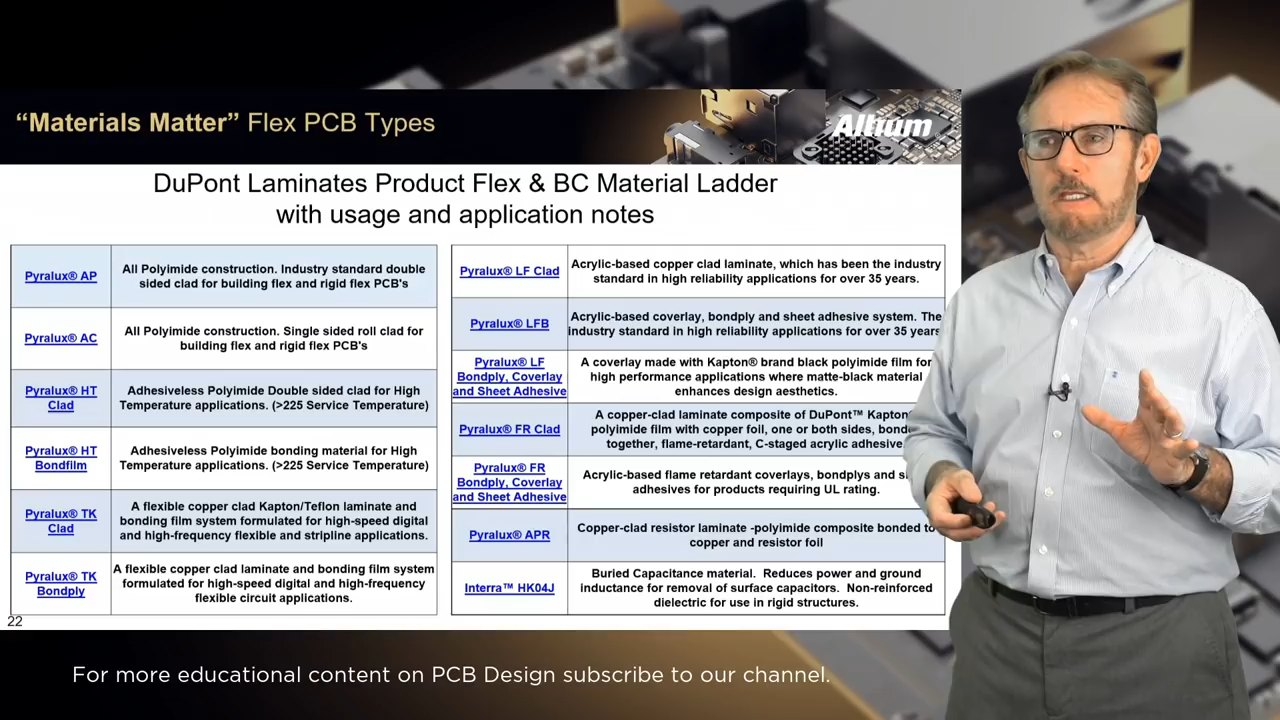 “Materials Matter” Flex PCB Types
Altium
DuPont Laminates Product Flex & BC Material Ladder
with usage and application notes
Pyralux® AP
All Polyimide construction. Industry standard double
sided clad for building flex and rigid flex PCB's
Pyralux® AC
All Polyimide construction. Single sided roll clad for
building flex and rigid flex PCB's
Pyralux® HT
Clad
Adhesiveless Polyimide Double sided clad for High
Temperature applications. (>225 Service Temperature)
Pyralux® HT
Bondfilm
Adhesiveless Polyimide bonding material for High
Temperature applications. (>225 Service Temperature)
Pyralux® TK
Clad
A flexible copper clad Kapton/Teflon laminate and
bonding film system formulated for high-speed digital
and high-frequency flexible and stripline applications.
Pyralux® TK
Bondply
A flexible copper clad laminate and bonding film system
formulated for high-speed digital and high-frequency
flexible circuit applications.
Pyralux® LF Clad
Acrylic-based copper clad laminate, which has been the industry
standard in high reliability applications for over 35 years.
Pyralux® LFB
Acrylic-based coverlay, bondply and sheet adhesive system. The
industry standard in high reliability applications for over 35 years
Pyralux® LF
Bondply, Coverlay
and Sheet Adhesive
A coverlay made with Kapton® brand black polyimide film for
high performance applications where matte-black material
enhances design aesthetics.
Pyralux® FR Clad
A copper-clad laminate composite of DuPont™ Kapton
polyimide film with copper foil, one or both sides, bond
together, flame-retardant, C-staged acrylic adhesive.
Pyralux® FR
Bondply, Coverlay
and Sheet Adhesive
Acrylic-based flame retardant coverlays, bondplys and
adhesives for products requiring UL rating.
Pyralux® APR
Copper-clad resistor laminate -polyimide composite bonded to
copper and resistor foil
Interra™ HK04J
Buried Capacitance material. Reduces power and ground
inductance for removal of surface capacitors. Non-reinforced
dielectric for use in rigid structures.
22
For more educational content on PCB Design subscribe to our channel.